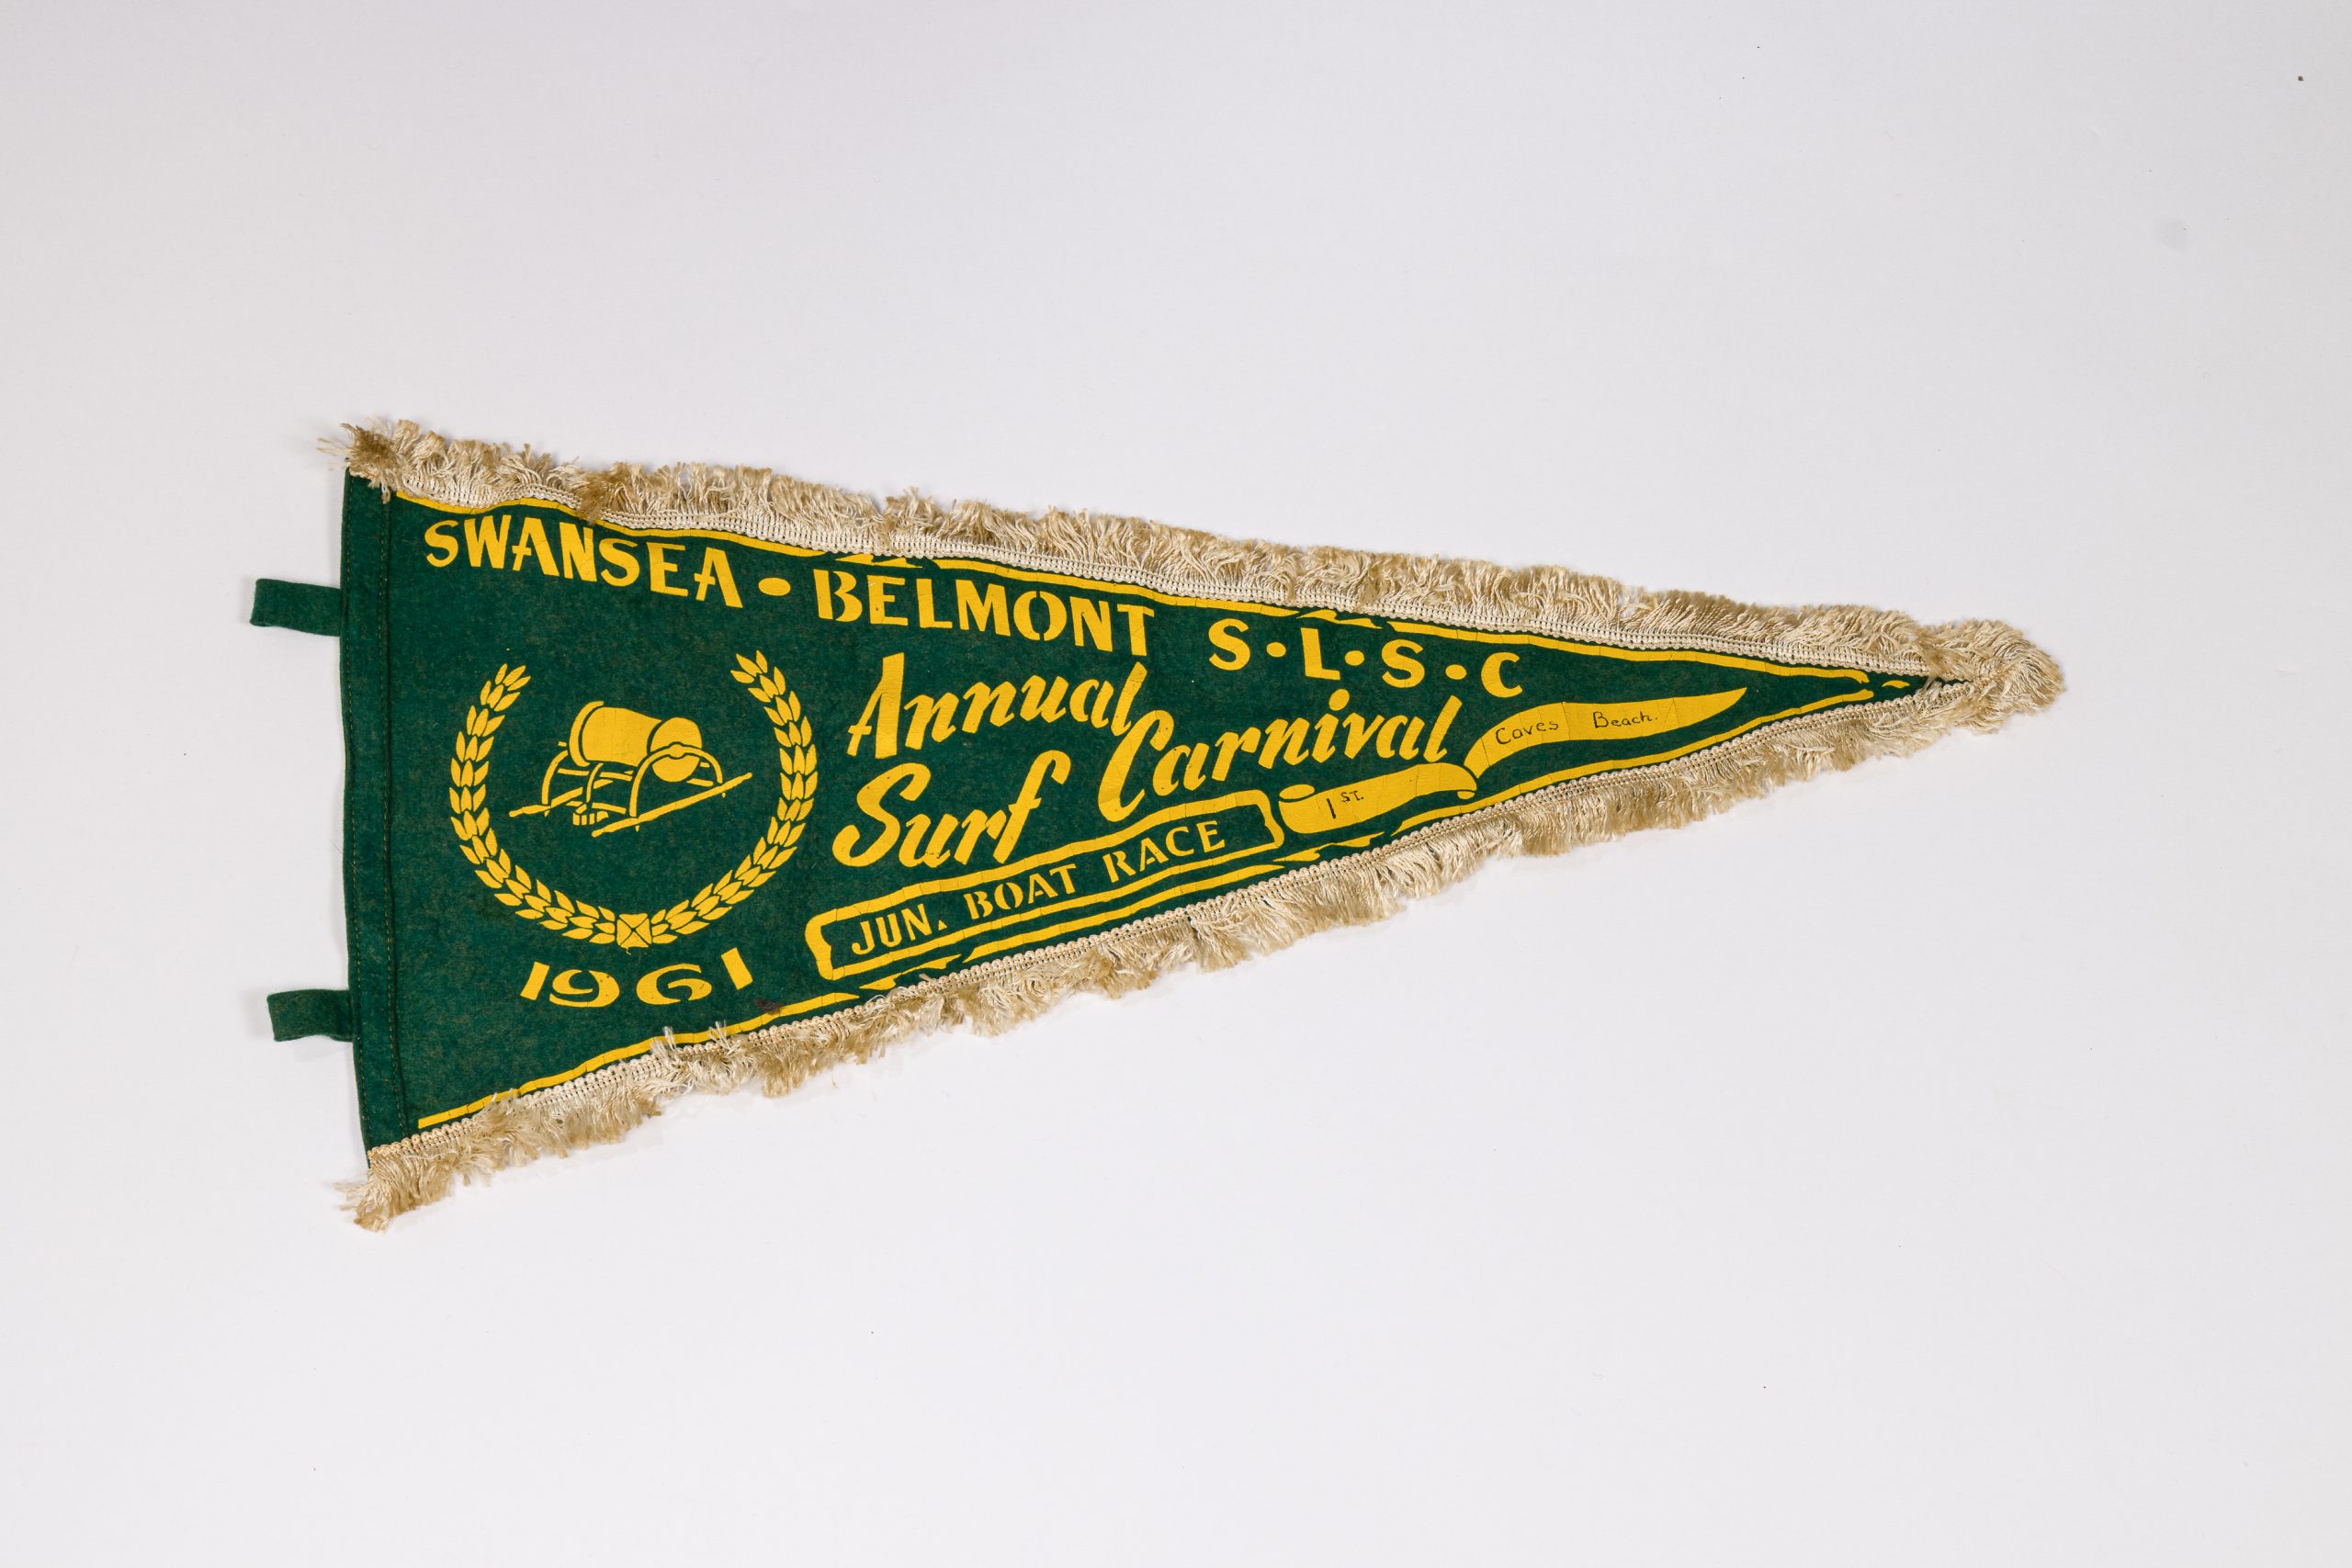 SWANSEA • BELMONT S•L•S•C
Annual
Surf Carnival
JUN. BOAT RACE
1ST.
Caves Beach.
1961